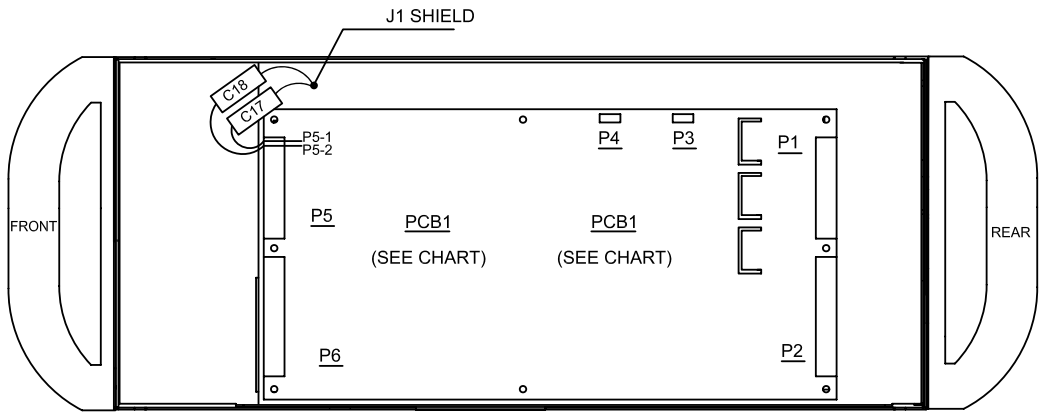 J1 SHIELD
C18
C17
P5-1
P5-2
P4
P3
P1
P5
PCB1
(SEE CHART)
PCB1
(SEE CHART)
FRONT
REAR
P6
P2